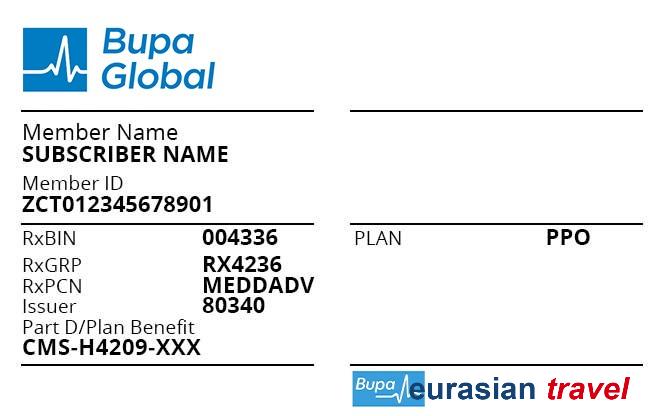 Bupa
Global
Member Name
SUBSCRIBER NAME
Member ID
ZCT012345678901
RxBIN 004336
RxGRP RX4236
RxPCN MEDDADV
Issuer 80340
Part D/Plan Benefit
CMS-H4209-XXX
PLAN PPO
Bupa eurasian travel